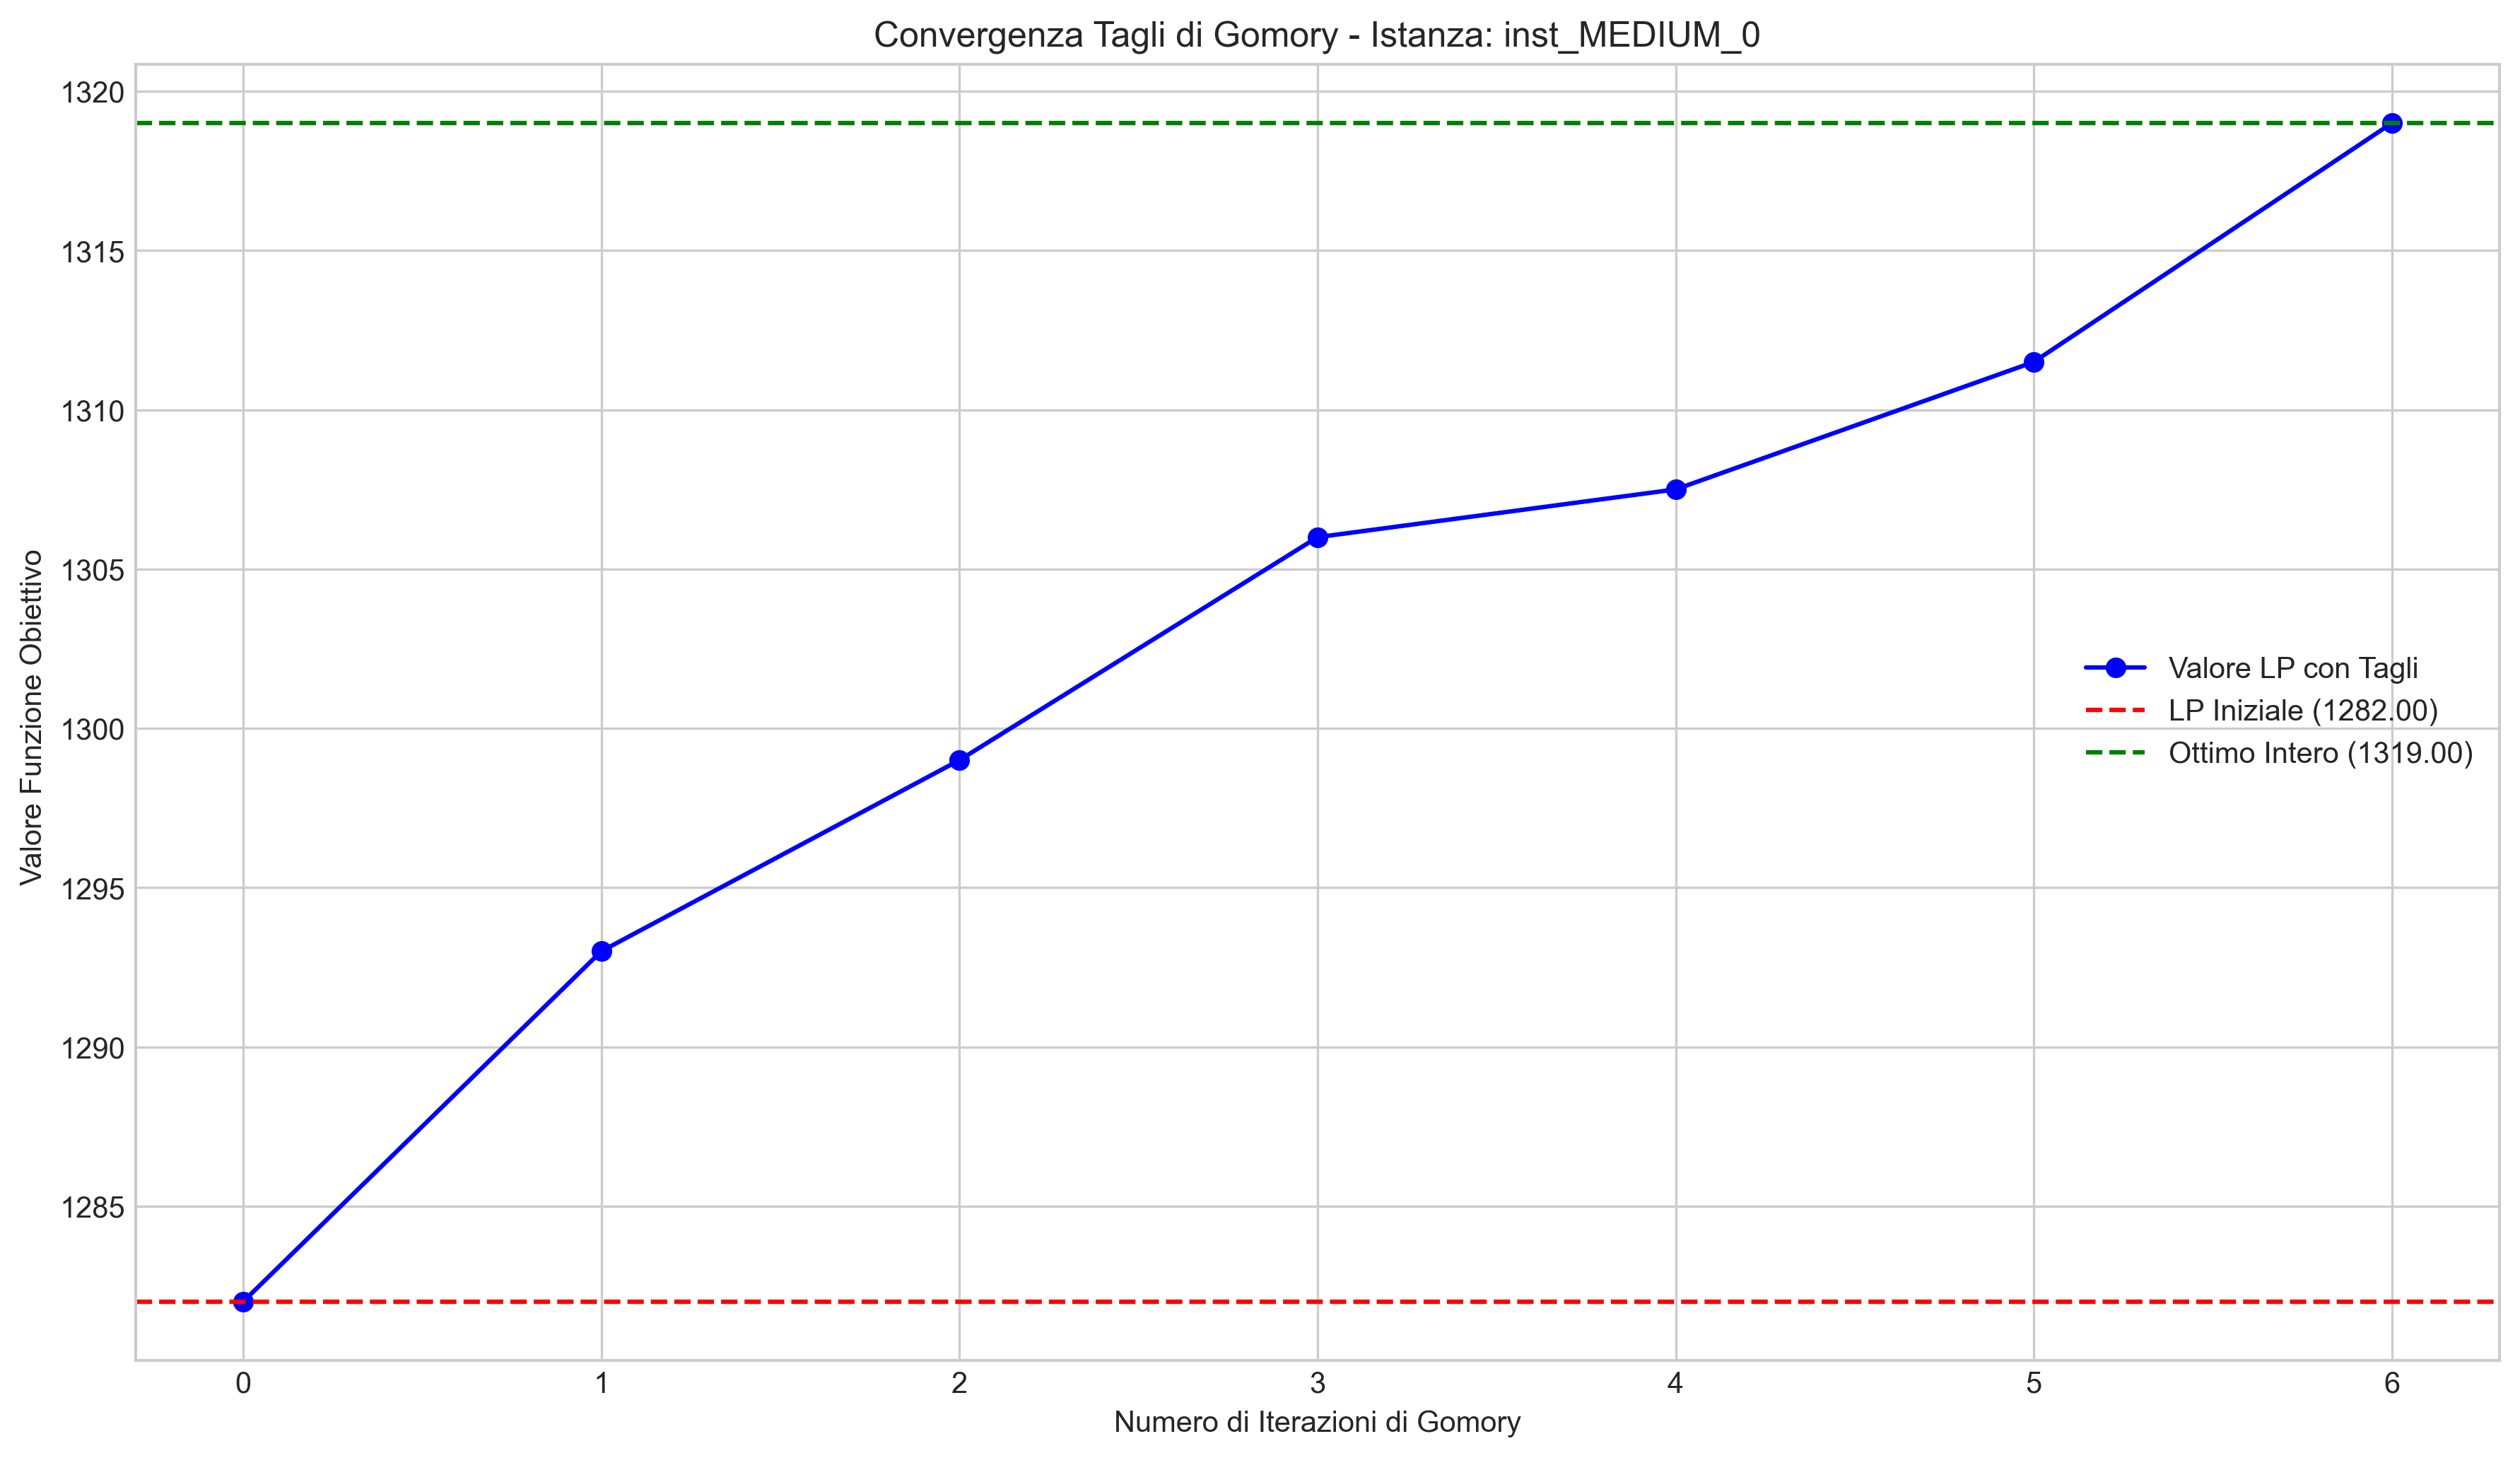 Convergenza Tagli di Gomory - Istanza: inst_MEDIUM_0
Valore Funzione Obiettivo
1320
1315
1310
1305
1300
1295
1290
1285
Valore LP con Tagli
LP Iniziale (1282.00)
Ottimo Intero (1319.00)
0 1 2 3 4 5 6
Numero di Iterazioni di Gomory